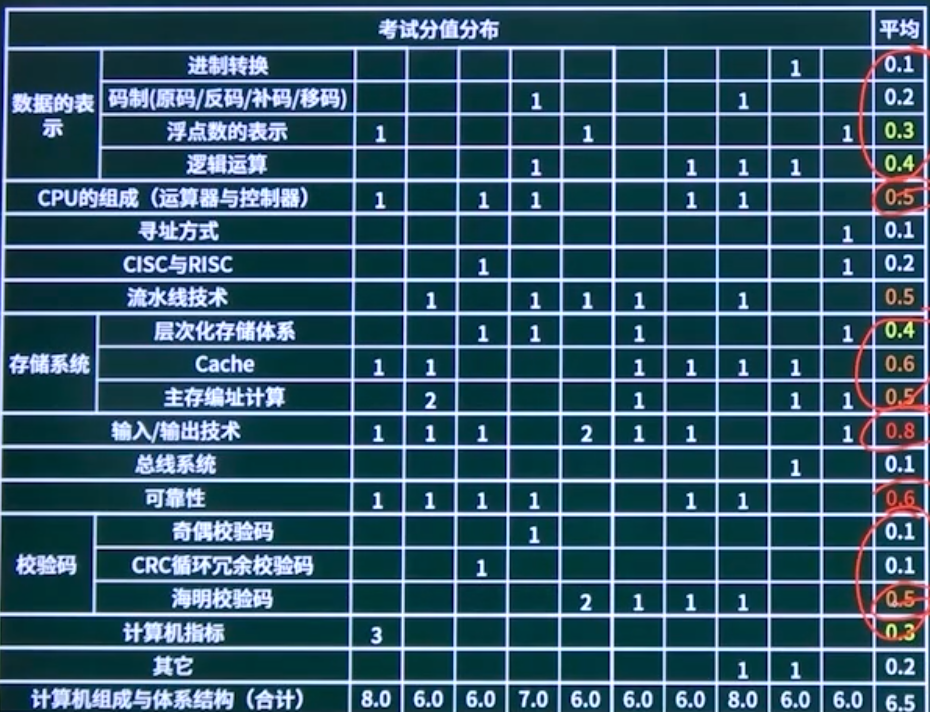 考试分值分布 平均
数据的表示
进制转换 1 0.1
码制(原码/反码/补码/移码) 1 1 0.2
浮点数的表示 1 1 1 0.3
逻辑运算 1 1 1 1 0.4
CPU的组成（运算器与控制器） 1 1 1 1 1 0.5
寻址方式 1 0.1
CISC与RISC 1 1 0.2
流水线技术 1 1 1 1 1 0.5
存储系统
层次化存储体系 1 1 1 1 0.4
Cache 1 1 1 1 1 1 0.6
主存编址计算 2 1 1 1 0.5
输入/输出技术 1 1 1 2 1 1 1 0.8
总线系统 1 0.1
可靠性 1 1 1 1 1 1 0.6
校验码
奇偶校验码 1 0.1
CRC循环冗余校验码 1 0.1
海明校验码 2 1 1 1 0.5
计算机指标 3 0.3
其它 1 1 0.2
计算机组成与体系结构（合计） 8.0 6.0 6.0 7.0 6.0 6.0 6.0 8.0 6.0 6.0 6.5